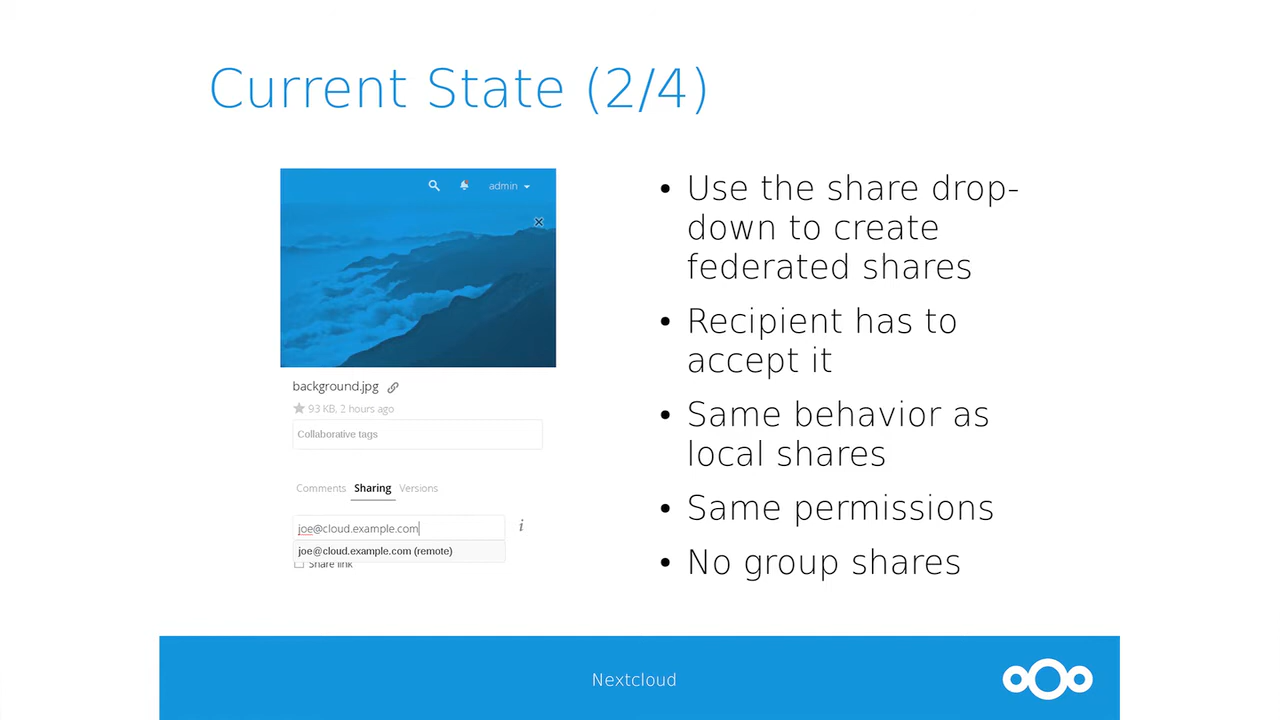 Current State (2/4)
admin
background.jpg
93 KB, 2 hours ago
Collaborative tags
Comments Sharing Versions
joe@cloud.example.com
joe@cloud.example.com (remote)
Share link
• Use the share drop-
down to create
federated shares
• Recipient has to
accept it
• Same behavior as
local shares
• Same permissions
• No group shares
Nextcloud